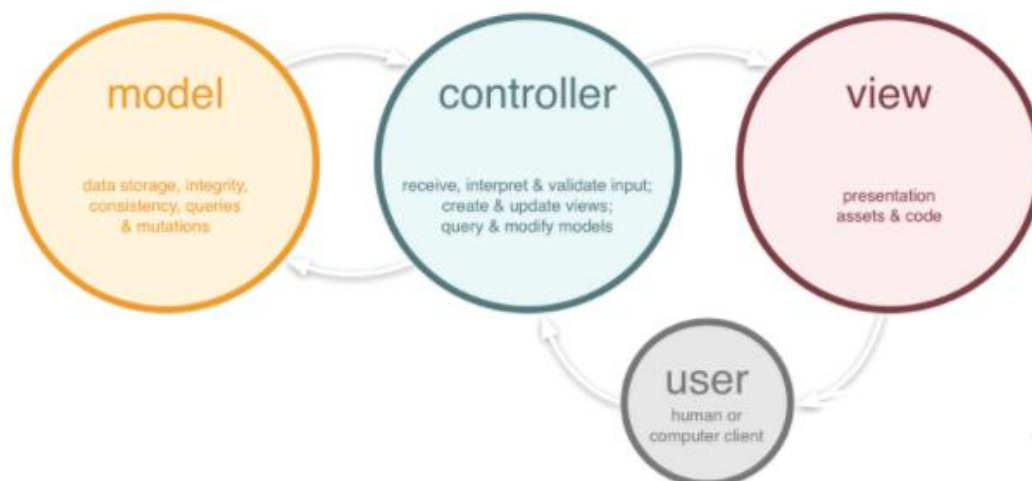 model
data storage, integrity,
consistency, queries
& mutations
controller
receive, interpret & validate input;
create & update views;
query & modify models
view
presentation
assets & code
user
human or
computer client